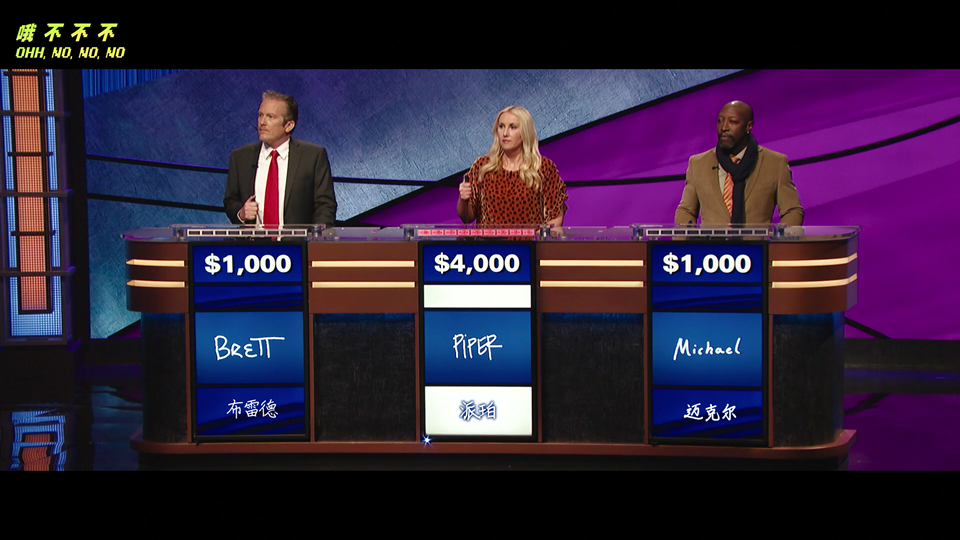 哦不不不
OHH, NO, NO, NO
$1,000
BRETT
布雷德
$4,000
PiPER
派珀
$1,000
Michael
迈克尔